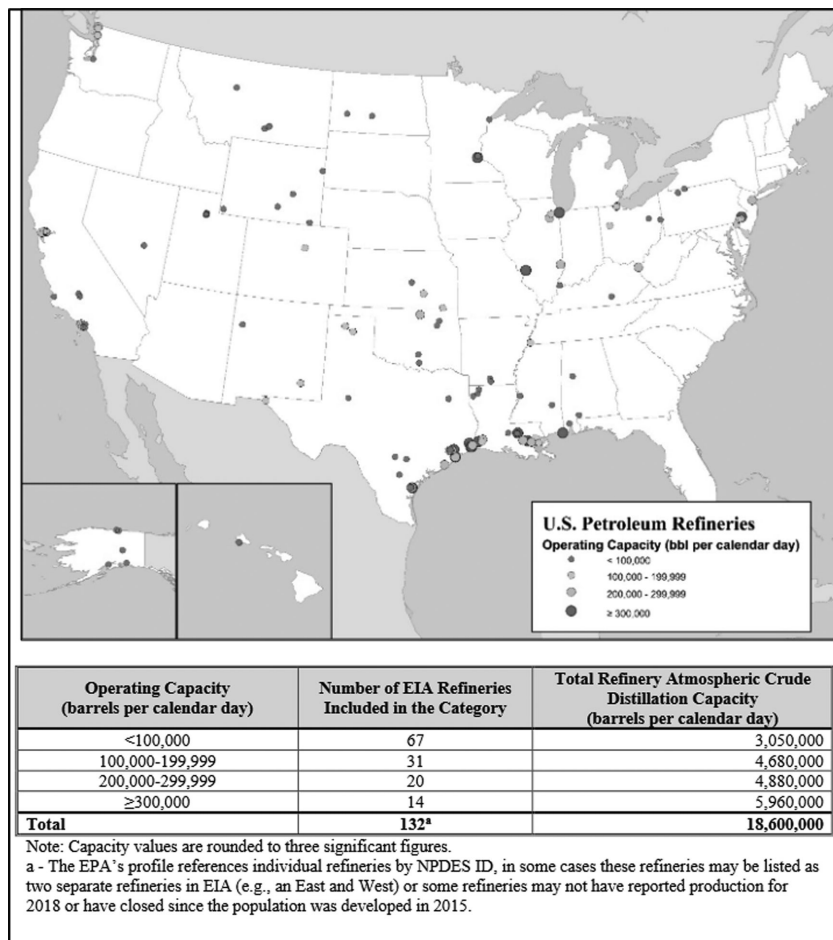 U.S. Petroleum Refineries
Operating Capacity (bbl per calendar day)
< 100,000
100,000 - 199,999
200,000 - 299,999
≥ 300,000
Operating Capacity
(barrels per calendar day)
Number of EIA Refineries
Included in the Category
Total Refinery Atmospheric Crude
Distillation Capacity
(barrels per calendar day)
<100,000 67 3,050,000
100,000-199,999 31 4,680,000
200,000-299,999 20 4,880,000
≥300,000 14 5,960,000
Total 132ᵃ 18,600,000
Note: Capacity values are rounded to three significant figures.
a - The EPA's profile references individual refineries by NPDES ID, in some cases these refineries may be listed as
two separate refineries in EIA (e.g., an East and West) or some refineries may not have reported production for
2018 or have closed since the population was developed in 2015.